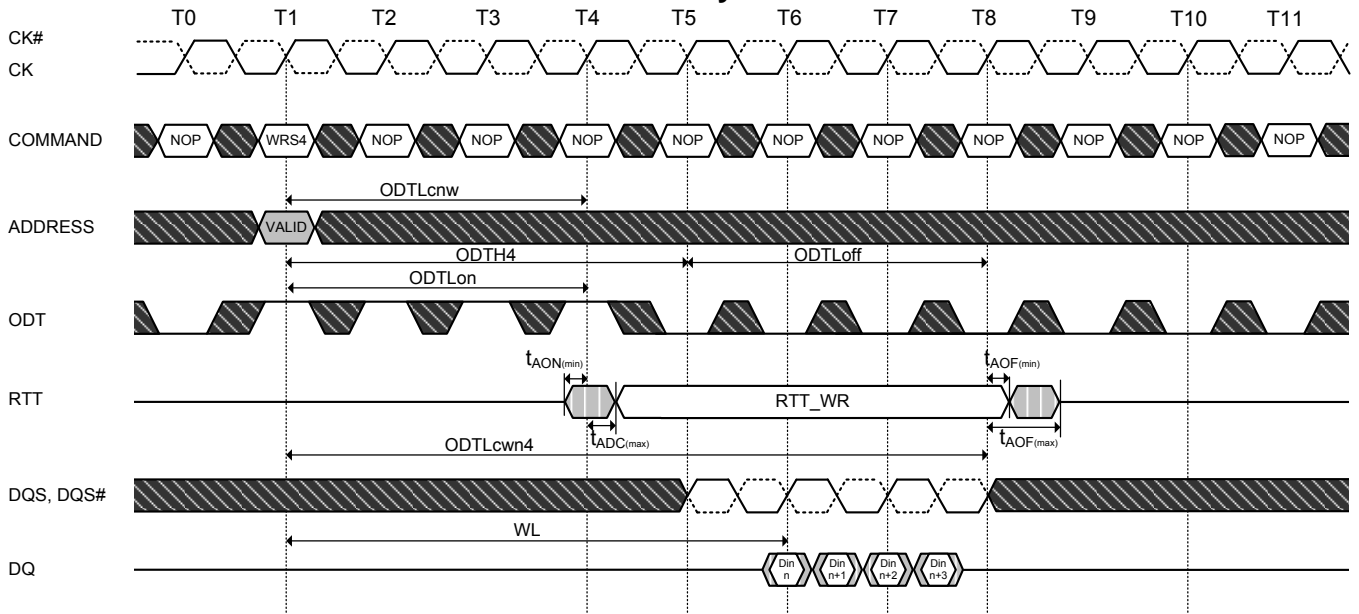 T0 T1 T2 T3 T4 T5 T6 T7 T8 T9 T10 T11
CK#
CK
COMMAND NOP WRS4 NOP NOP NOP NOP NOP NOP NOP NOP NOP NOP
ODTLcnw
ADDRESS VALID
ODTH4 ODTLoff
ODTLon
ODT
tAON(min) tAOF(min)
RTT RTT_WR
tADC(max) tAOF(max)
ODTLcwn4
DQS, DQS#
WL
DQ Din n Din n+1 Din n+2 Din n+3